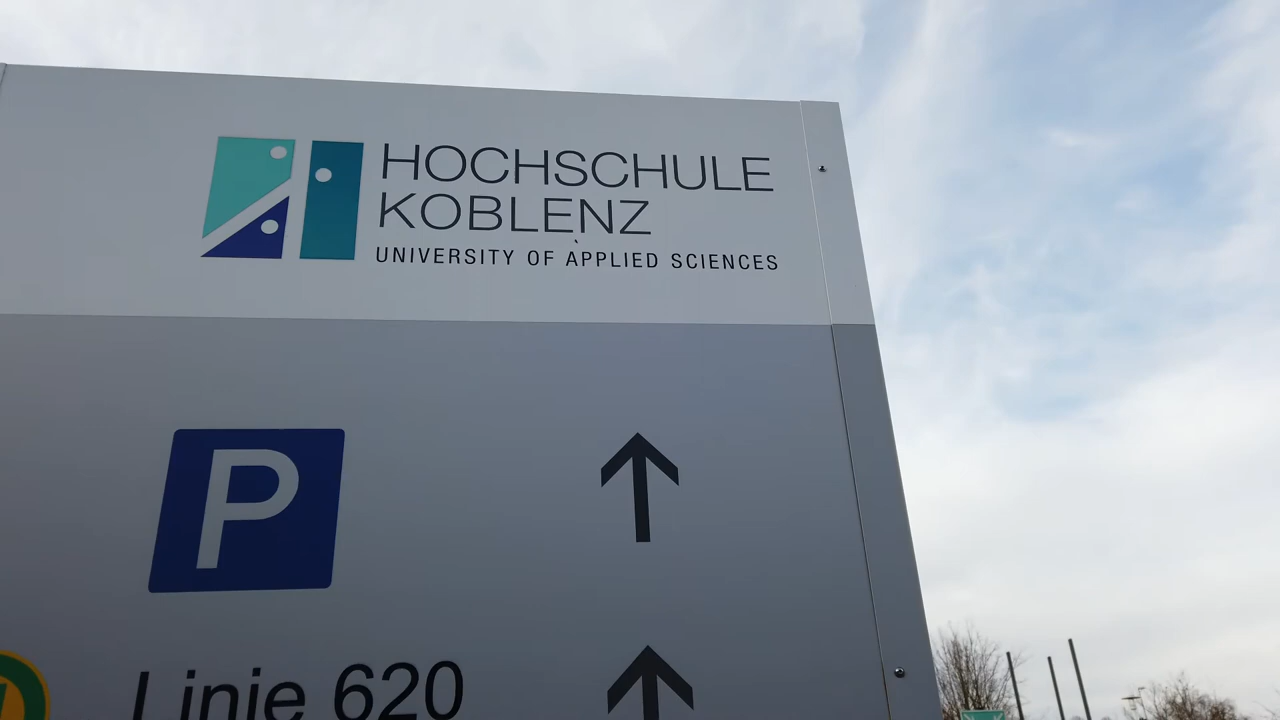 HOCHSCHULE
KOBLENZ
UNIVERSITY OF APPLIED SCIENCES
P
Linie 620